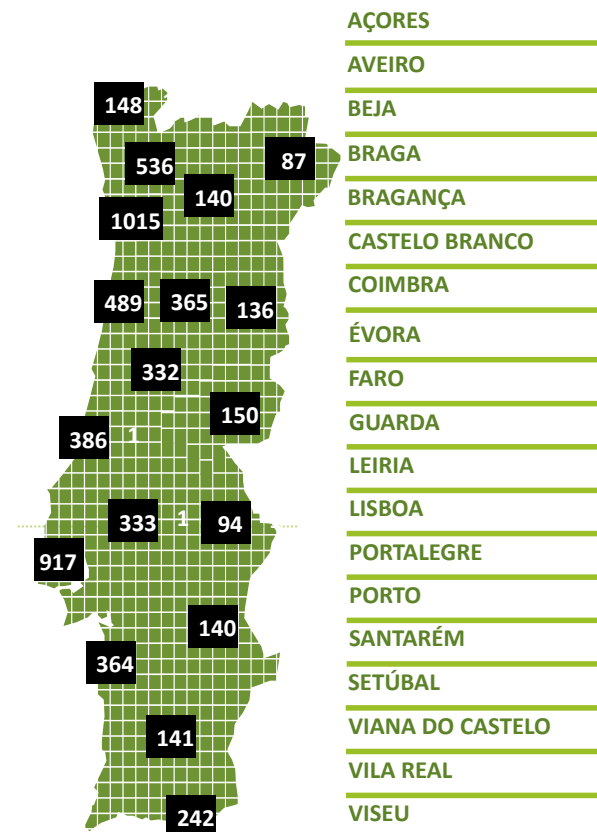 148
536
87
140
1015
489
365
136
332
150
386
1
333
1
94
917
140
364
141
242
AÇORES
AVEIRO
BEJA
BRAGA
BRAGANÇA
CASTELO BRANCO
COIMBRA
ÉVORA
FARO
GUARDA
LEIRIA
LISBOA
PORTALEGRE
PORTO
SANTARÉM
SETÚBAL
VIANA DO CASTELO
VILA REAL
VISEU